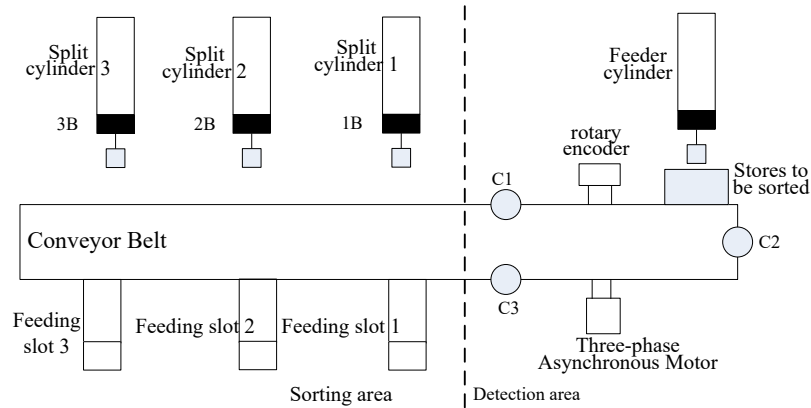 Split
cylinder 3
Split
cylinder 2
Split
cylinder 1
Feeder
cylinder
3B
2B
1B
rotary
encoder
Stores to
be sorted
C1
Conveyor Belt
C2
C3
Feeding
slot 3
Feeding slot 2
Feeding slot 1
Three-phase
Asynchronous Motor
Sorting area
Detection area